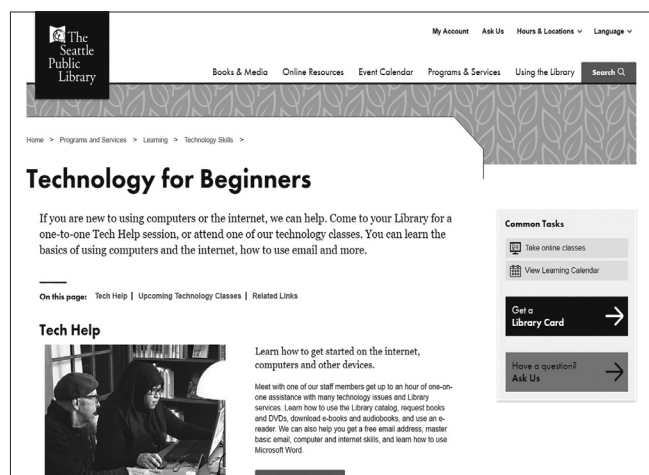 The
Seattle
Public
Library
My Account Ask Us Hours & Locations Language
Books & Media Online Resources Event Calendar Programs & Services Using the Library Search
Home > Programs and Services > Learning > Technology Skills >
Technology for Beginners
If you are new to using computers or the internet, we can help. Come to your Library for a
one-to-one Tech Help session, or attend one of our technology classes. You can learn the
basics of using computers and the internet, how to use email and more.
On this page: Tech Help | Upcoming Technology Classes | Related Links
Common Tasks
Take online classes
View Learning Calendar
Get a
Library Card
Have a question?
Ask Us
Tech Help
Learn how to get started on the internet,
computers and other devices.
Meet with one of our staff members get up to an hour of one-on-
one assistance with many technology issues and Library
services. Learn how to use the Library catalog, request books
and DVDs, download e-books and audiobooks, and use an e-
reader. We can also help you get a free email address, master
basic email, computer and internet skills, and learn how to use
Microsoft Word.